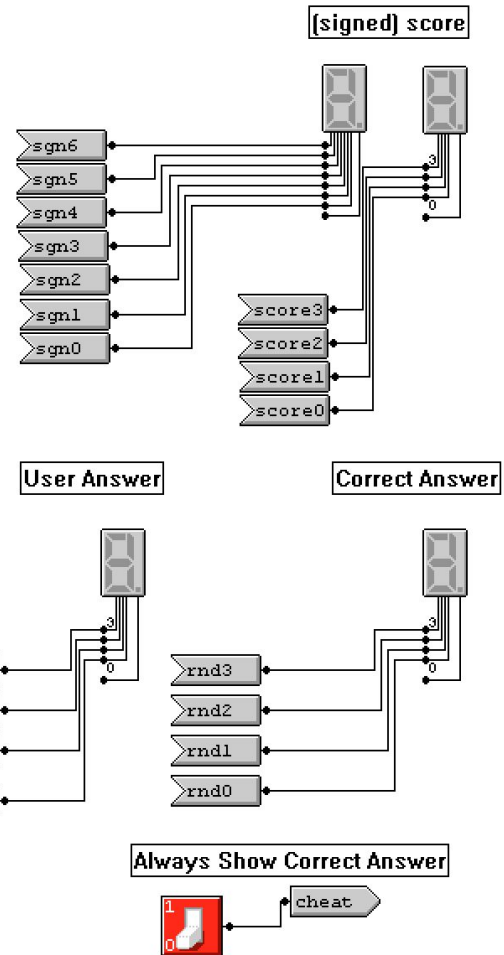 (signed) score
sgn6
sgn5
sgn4
sgn3
sgn2
sgn1
sgn0
3
0
score3
score2
score1
score0
User Answer
Correct Answer
3
0
3
0
rnd3
rnd2
rnd1
rnd0
Always Show Correct Answer
1
0
cheat